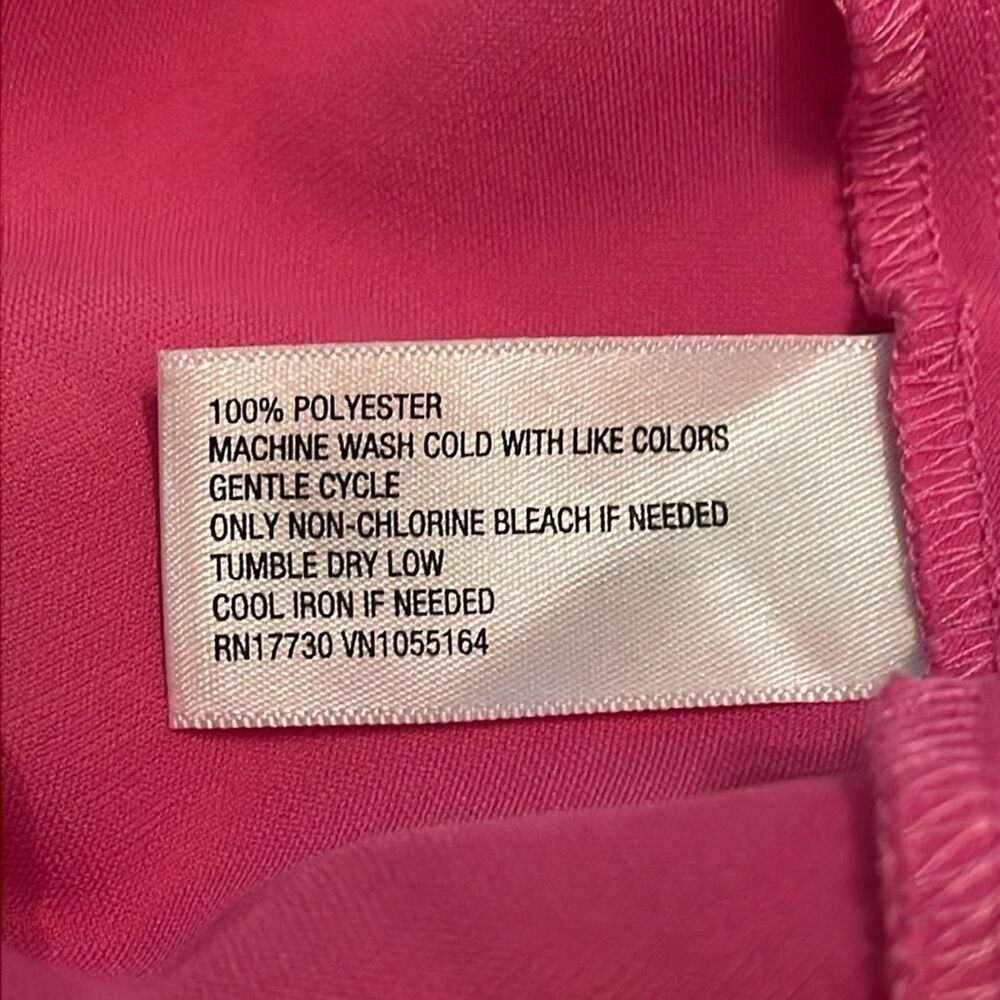 100% POLYESTER
MACHINE WASH COLD WITH LIKE COLORS
GENTLE CYCLE
ONLY NON-CHLORINE BLEACH IF NEEDED
TUMBLE DRY LOW
COOL IRON IF NEEDED
RN17730 VN1055164